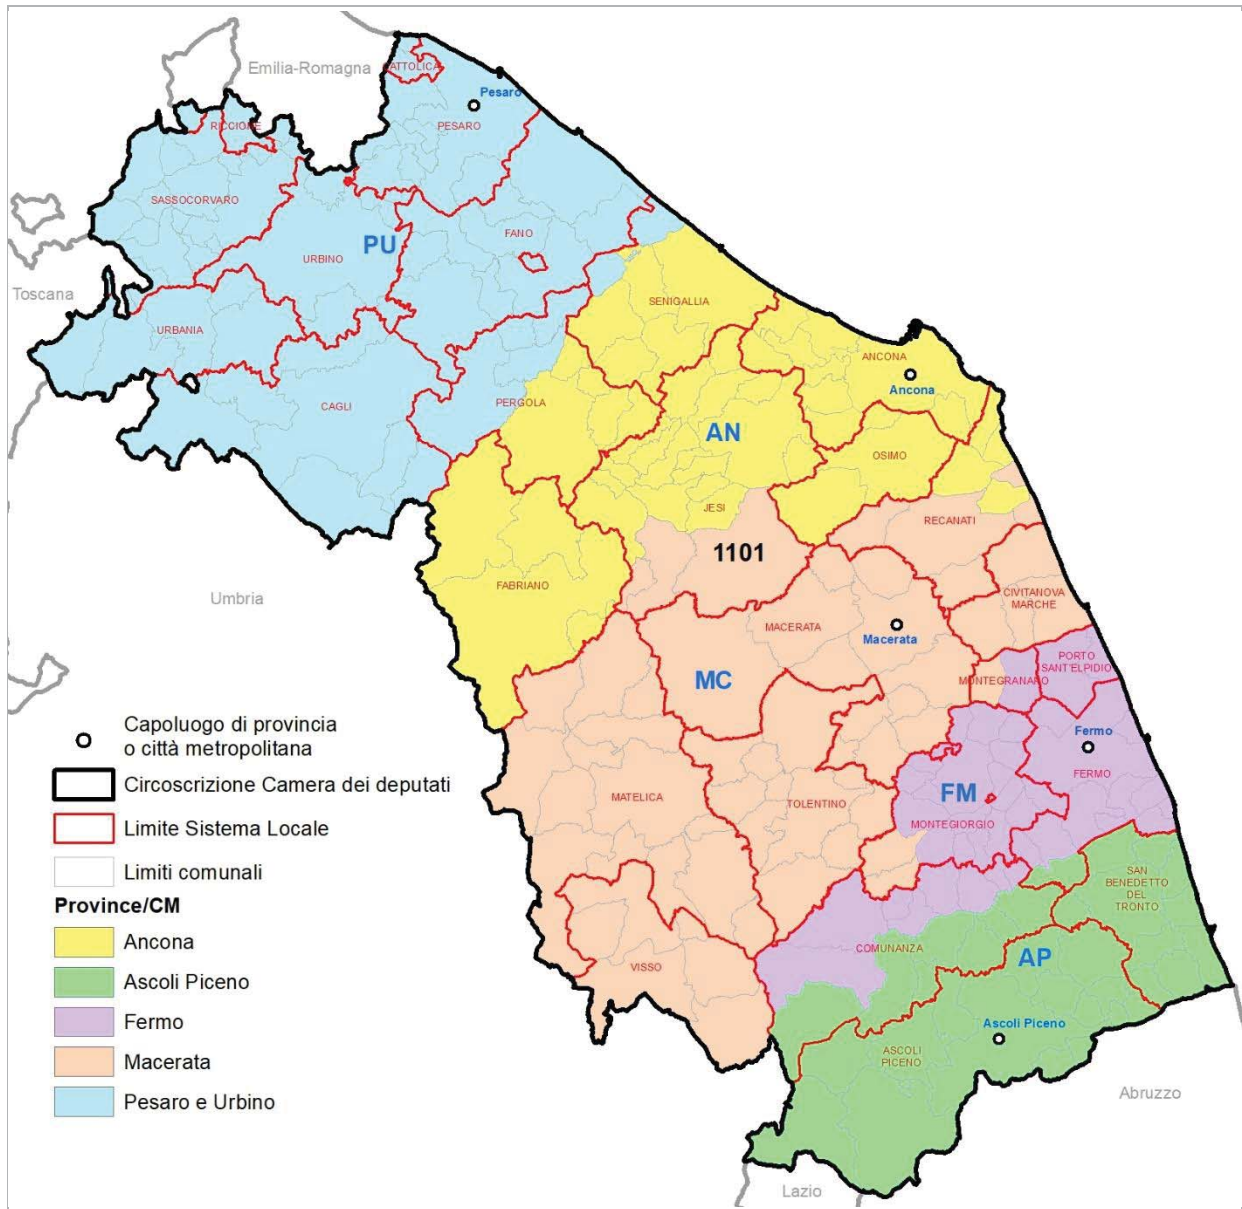 Emilia-Romagna
CATTOLICA
Pesaro
PESARO
RICCIONE
SASSOCORVARO
FANO
PU
URBINO
Toscana
URBANIA
SENIGALLIA
CAGLI
PERGOLA
ANCONA
Ancona
AN
OSIMO
JESI
RECANATI
1101
FABRIANO
Umbria
CIVITANOVA
MARCHE
MACERATA
Macerata
PORTO
SANT'ELPIDIO
MONTEGRANARO
MC
Fermo
FERMO
MATELICA
TOLENTINO
FM
MONTEGIORGIO
SAN
BENEDETTO
DEL
TRONTO
COMUNANZA
AP
VISSO
Ascoli Piceno
ASCOLI
PICENO
Abruzzo
Lazio
Capoluogo di provincia
o città metropolitana
Circoscrizione Camera dei deputati
Limite Sistema Locale
Limiti comunali
Province/CM
Ancona
Ascoli Piceno
Fermo
Macerata
Pesaro e Urbino